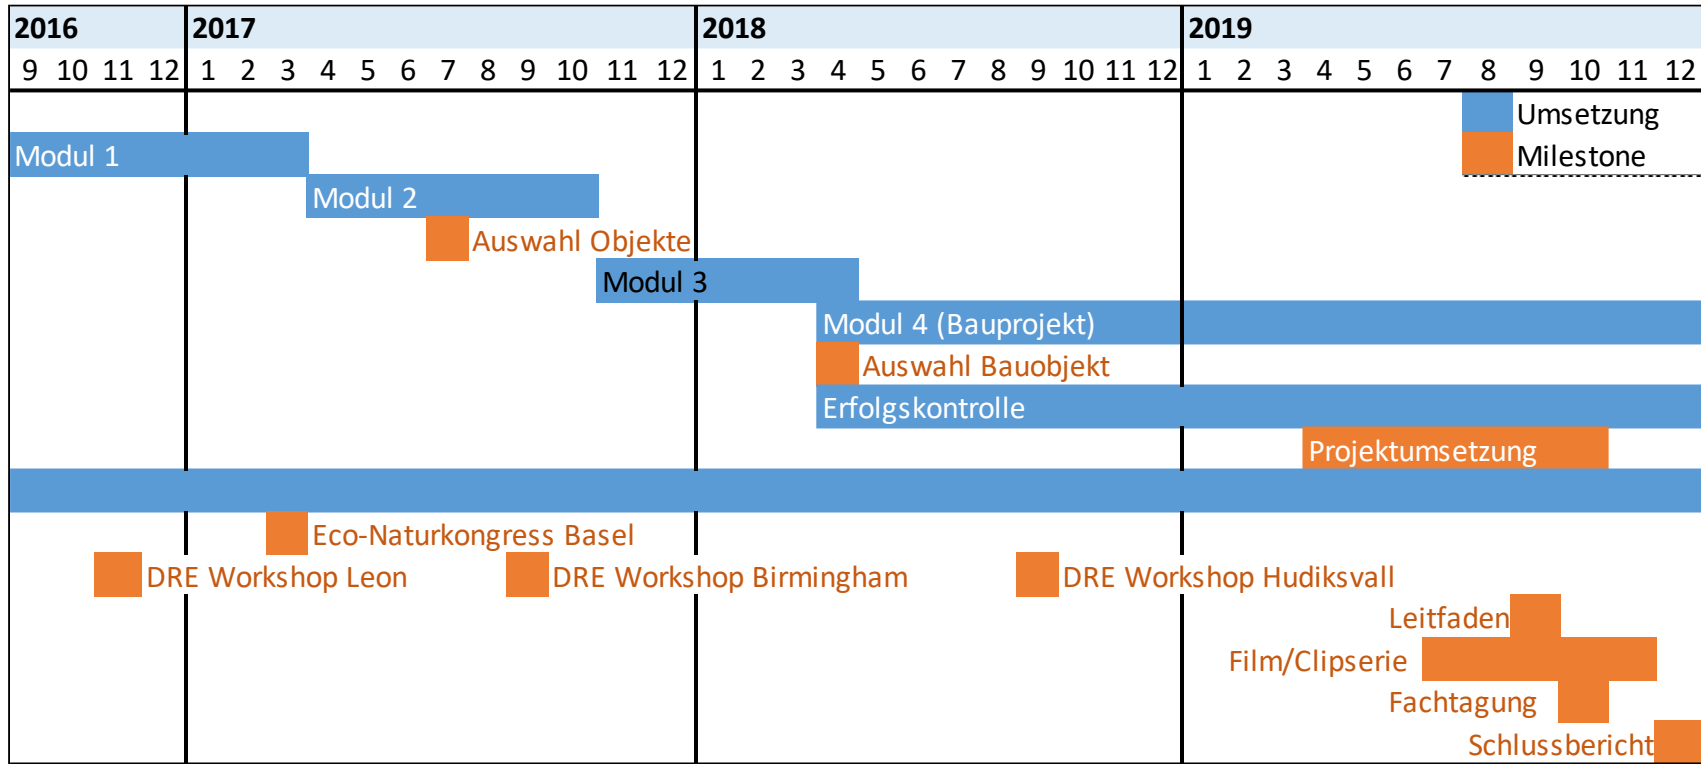 2016 2017 2018 2019
9 10 11 12 1 2 3 4 5 6 7 8 9 10 11 12 1 2 3 4 5 6 7 8 9 10 11 12 1 2 3 4 5 6 7 8 9 10 11 12
Umsetzung
Modul 1 Milestone
Modul 2
Auswahl Objekte
Modul 3
Modul 4 (Bauprojekt)
Auswahl Bauobjekt
Erfolgskontrolle
Projektumsetzung
Eco-Naturkongress Basel
DRE Workshop Leon DRE Workshop Birmingham DRE Workshop Hudiksvall
Leitfaden
Film/Clipserie
Fachtagung
Schlussbericht